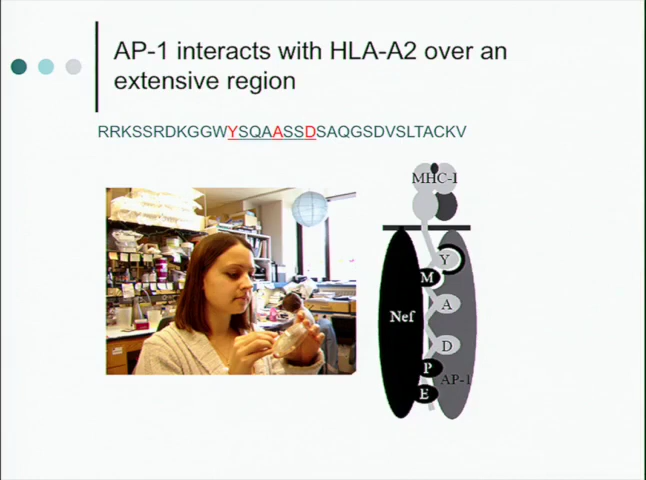 AP-1 interacts with HLA-A2 over an
extensive region
RRKSSRDKGGWYSQAASSDSAQGSDVSLTACKV
MHC-I
Y
M
A
Nef
D
P
AP-1
E